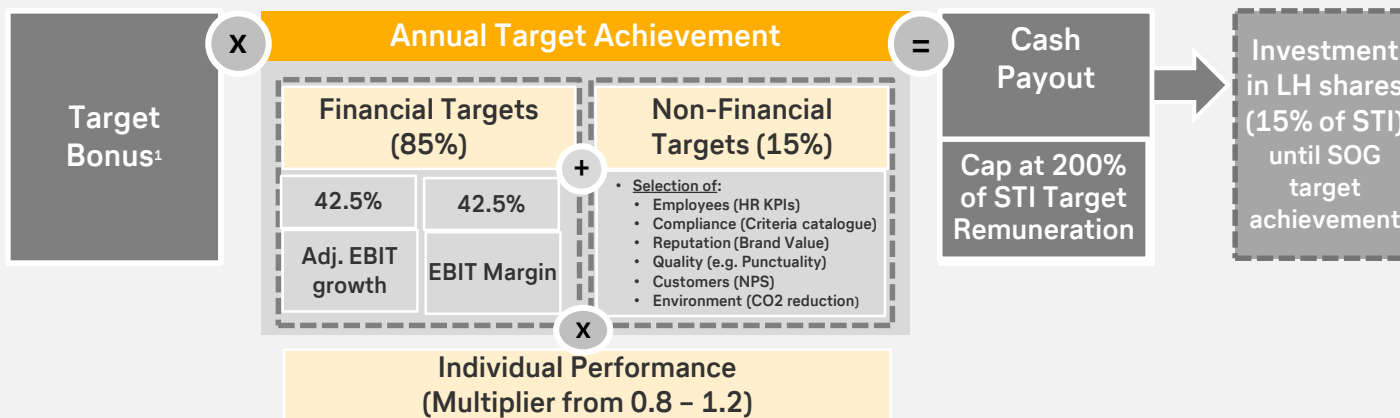 Target
Bonus¹
X
Annual Target Achievement
Financial Targets
(85%)
42.5%
42.5%
Adj. EBIT
growth
EBIT Margin
+
Non-Financial
Targets (15%)
• Selection of:
• Employees (HR KPIs)
• Compliance (Criteria catalogue)
• Reputation (Brand Value)
• Quality (e.g. Punctuality)
• Customers (NPS)
• Environment (CO2 reduction)
X
Individual Performance
(Multiplier from 0.8 – 1.2)
=
Cash
Payout
Cap at 200%
of STI Target
Remuneration
Investment
in LH shares
(15% of STI)
until SOG
target
achievement